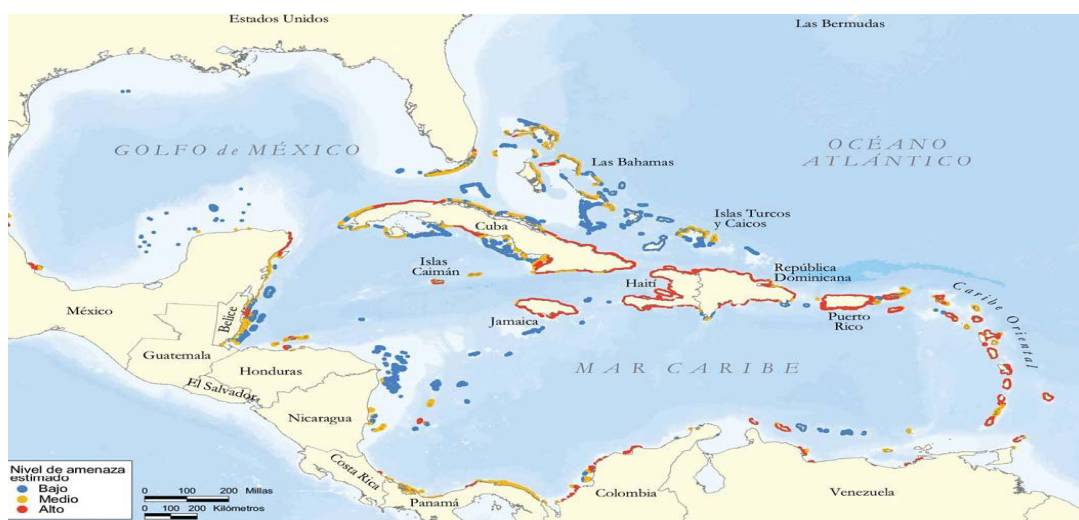 Estados Unidos
Las Bermudas
GOLFO de MÉXICO
OCÉANO
ATLÁNTICO
Las Bahamas
Islas Turcos
y Caicos
Cuba
Islas
Caimán
Haití
República
Dominicana
Jamaica
Puerto
Rico
Caribe Oriental
México
Belice
Guatemala
Honduras
El Salvador
Nicaragua
MAR CARIBE
Costa Rica
Panamá
Colombia
Venezuela
Nivel de amenaza
estimado
Bajo
Medio
Alto
0 100 200 Millas
0 100 200 Kilómetros